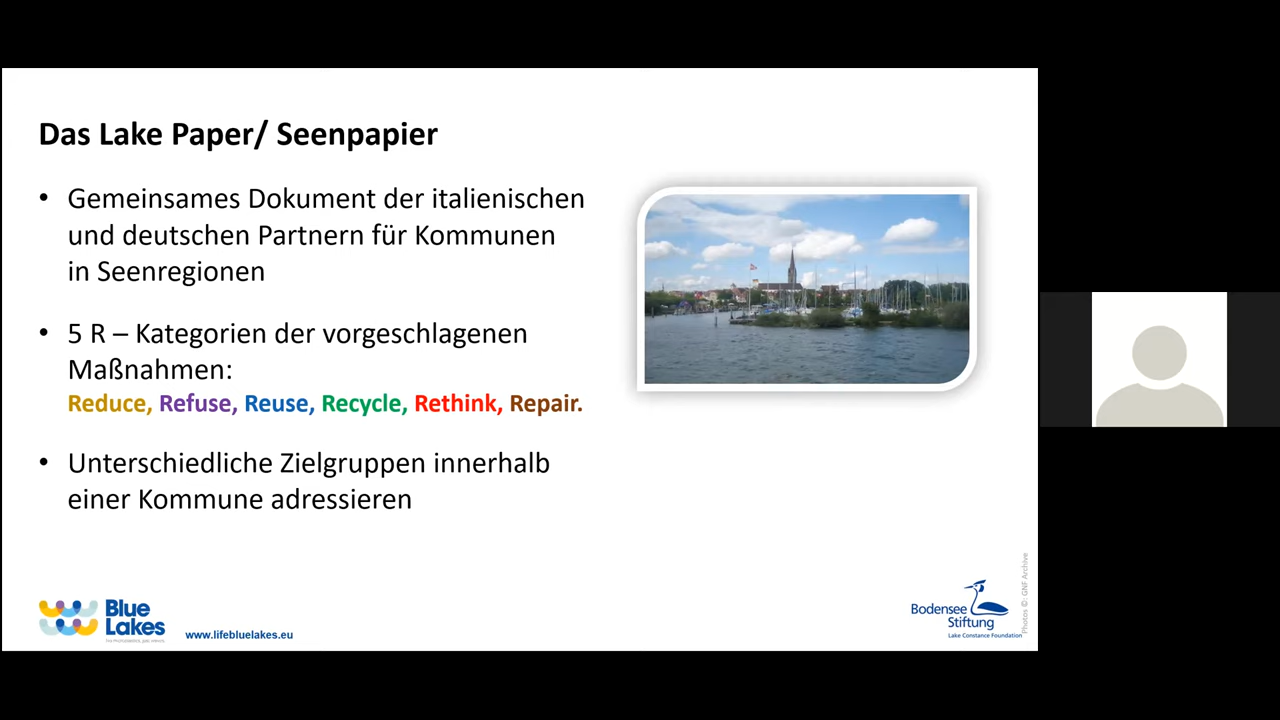 Das Lake Paper/ Seenpapier
• Gemeinsames Dokument der italienischen
und deutschen Partnern für Kommunen
in Seenregionen
• 5 R – Kategorien der vorgeschlagenen
Maßnahmen:
Reduce, Refuse, Reuse, Recycle, Rethink, Repair.
• Unterschiedliche Zielgruppen innerhalb
einer Kommune adressieren
Blue
Lakes
www.lifebluelakes.eu
Bodensee
Stiftung
Lake Constance Foundation
Photos ©: GNF Archive